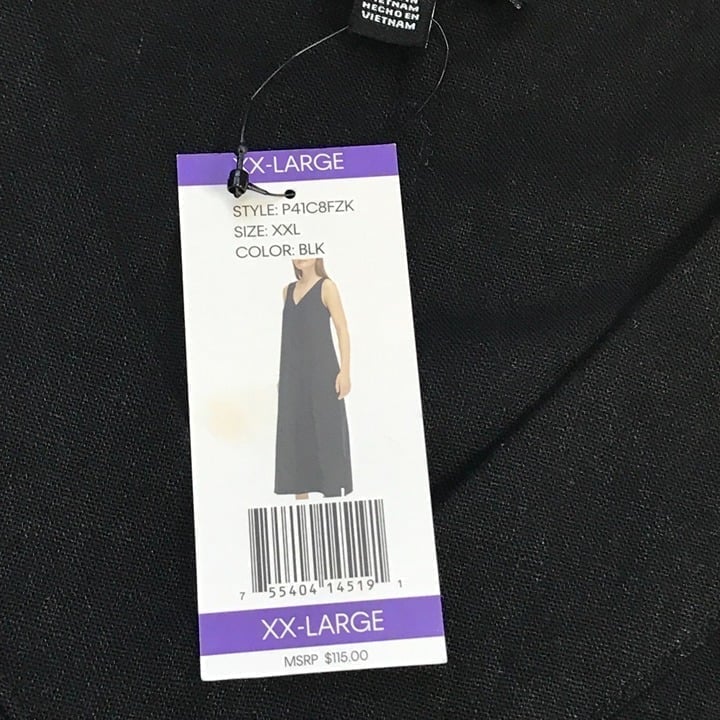 VIETNAM
HECHO EN
VIETNAM
XX-LARGE
STYLE: P41C8FZK
SIZE: XXL
COLOR: BLK
7 55404 14519 1
XX-LARGE
MSRP $115.00